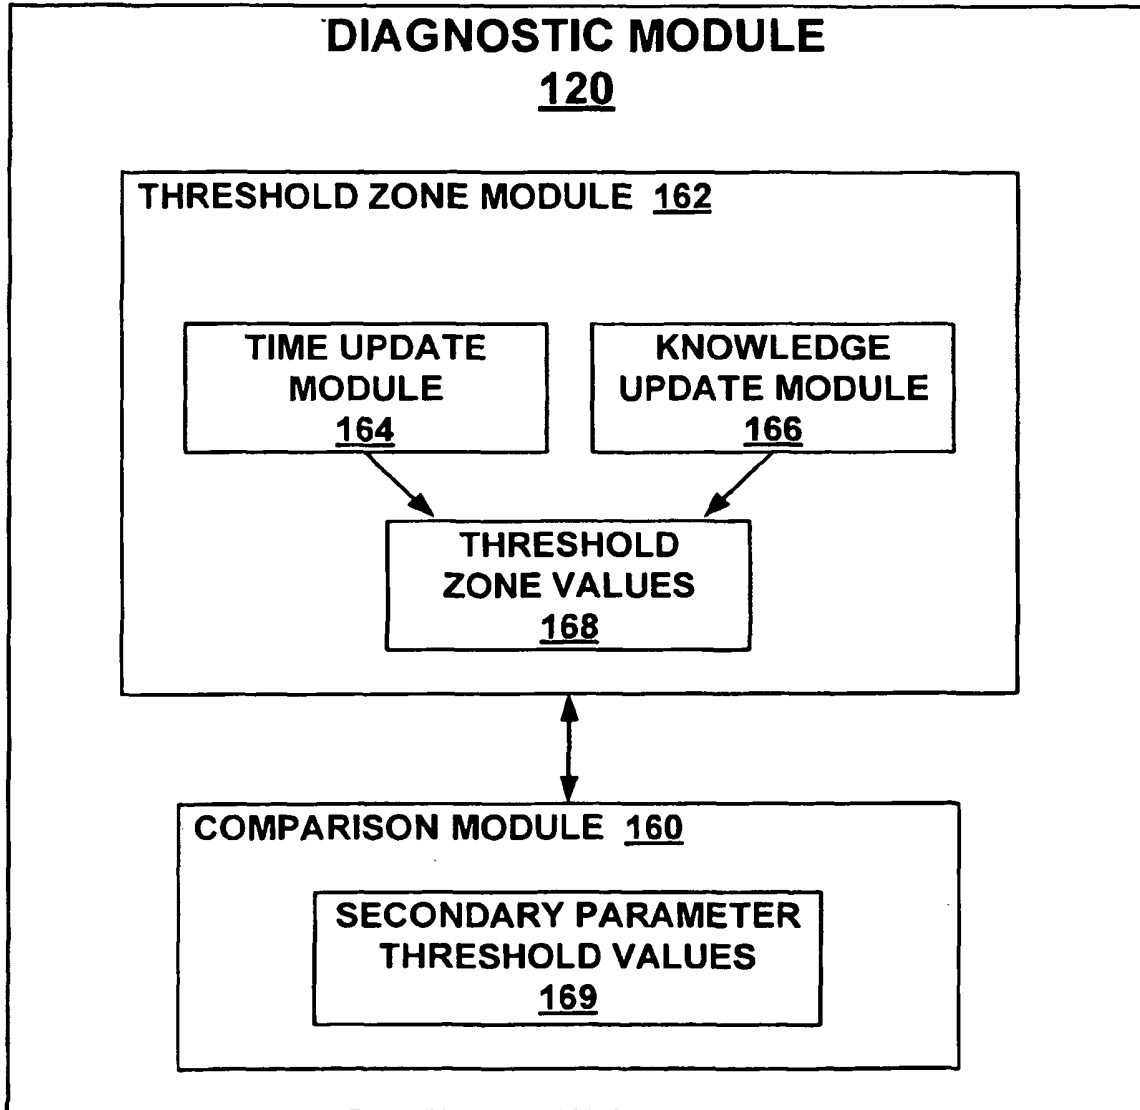 DIAGNOSTIC MODULE
120
THRESHOLD ZONE MODULE 162
TIME UPDATE
MODULE
164
KNOWLEDGE
UPDATE MODULE
166
THRESHOLD
ZONE VALUES
168
COMPARISON MODULE 160
SECONDARY PARAMETER
THRESHOLD VALUES
169